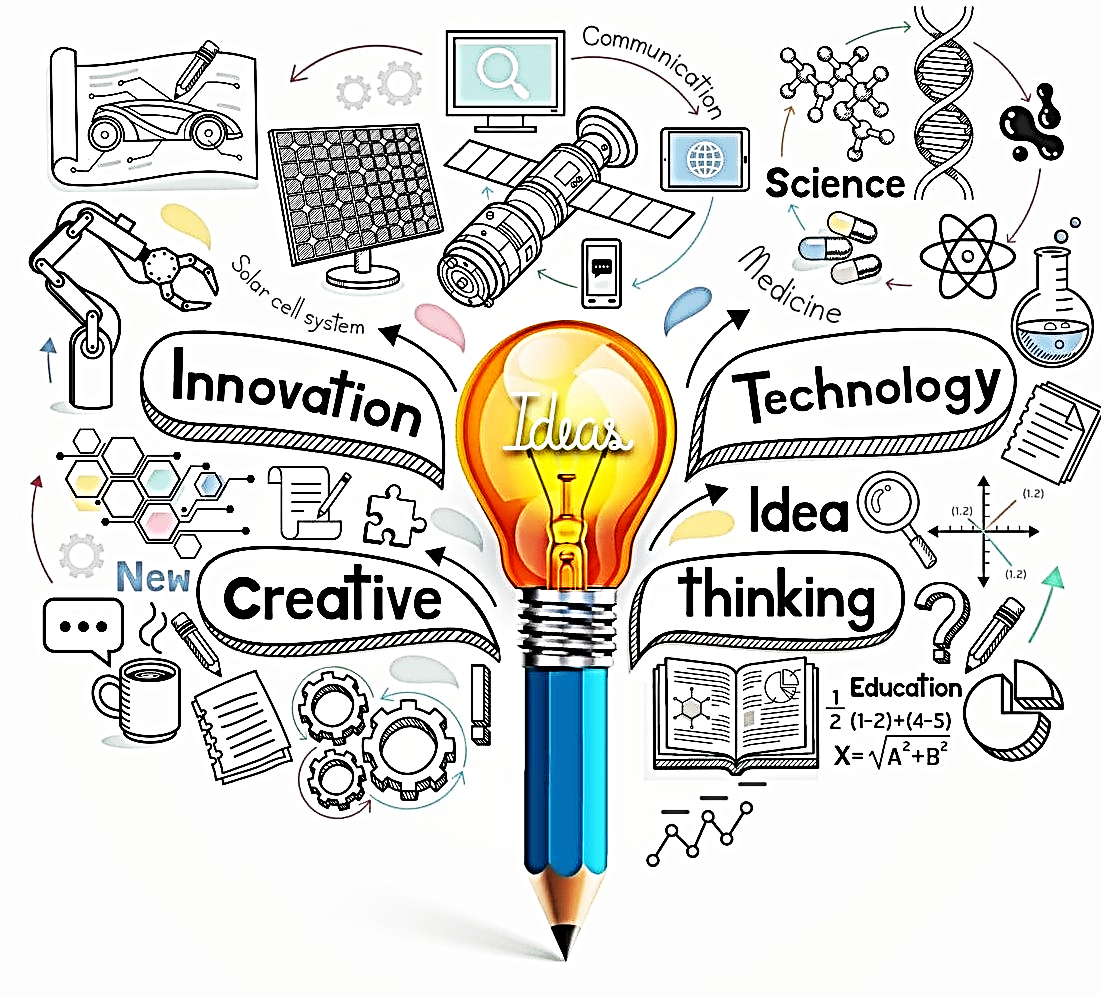 Communication
Science
Solar cell system
Medicine
Innovation
Technology
Ideas
Idea
(1.2)
(1.2)
(1.2)
New
Creative
thinking
?
!
Education
1/2 (1-2)+(4-5)
X=√A²+B²